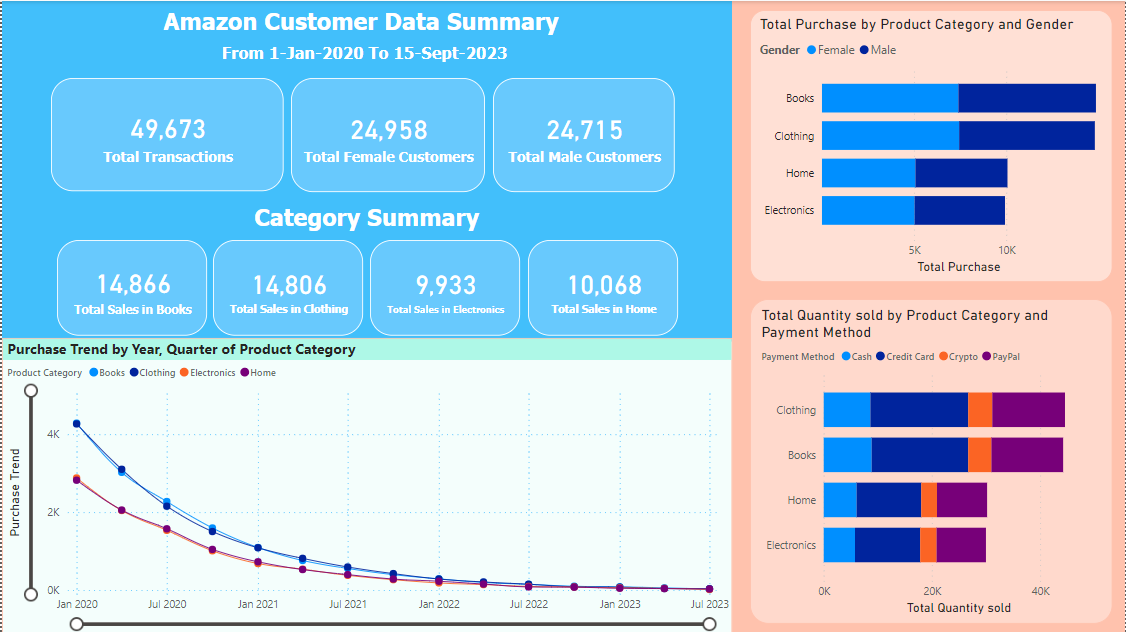 Amazon Customer Data Summary
From 1-Jan-2020 To 15-Sept-2023
49,673
Total Transactions
24,958
Total Female Customers
24,715
Total Male Customers
Category Summary
14,866
Total Sales in Books
14,806
Total Sales in Clothing
9,933
Total Sales in Electronics
10,068
Total Sales in Home
Purchase Trend by Year, Quarter of Product Category
Product Category Books Clothing Electronics Home
Purchase Trend
4K
2K
0K
Jan 2020 Jul 2020 Jan 2021 Jul 2021 Jan 2022 Jul 2022 Jan 2023 Jul 2023
Total Purchase by Product Category and Gender
Gender Female Male
Books
Clothing
Home
Electronics
5K 10K
Total Purchase
Total Quantity sold by Product Category and
Payment Method
Payment Method Cash Credit Card Crypto PayPal
Clothing
Books
Home
Electronics
0K 20K 40K
Total Quantity sold